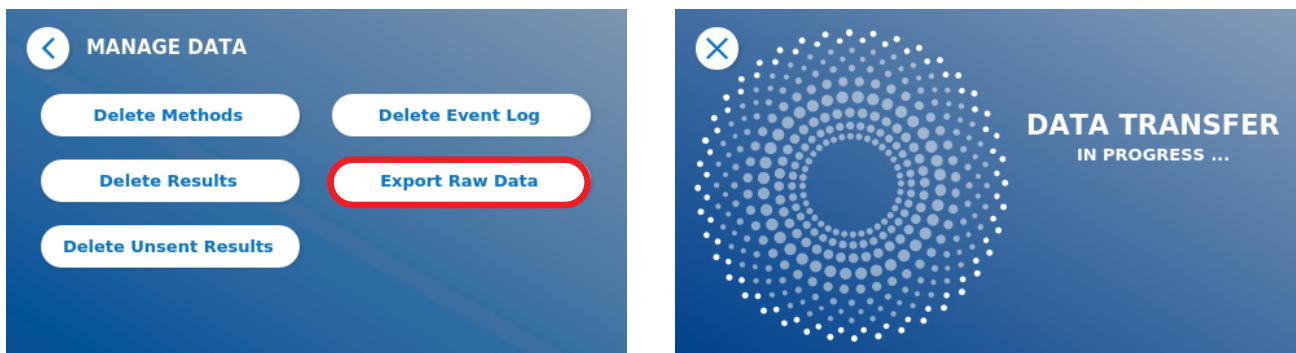 MANAGE DATA
Delete Methods
Delete Event Log
Delete Results
Export Raw Data
Delete Unsent Results
DATA TRANSFER
IN PROGRESS ...